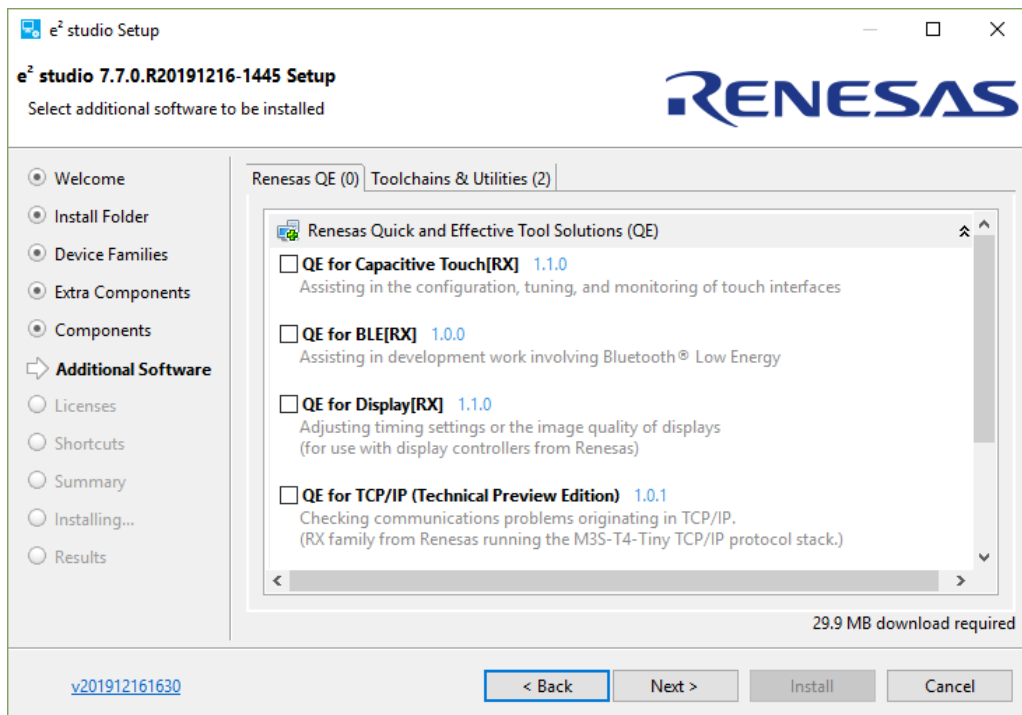 e² studio Setup
e² studio 7.7.0.R20191216-1445 Setup
Select additional software to be installed
RENESAS
Welcome
Install Folder
Device Families
Extra Components
Components
Additional Software
Licenses
Shortcuts
Summary
Installing...
Results
Renesas QE (0) Toolchains & Utilities (2)
Renesas Quick and Effective Tool Solutions (QE)
QE for Capacitive Touch[RX] 1.1.0
Assisting in the configuration, tuning, and monitoring of touch interfaces
QE for BLE[RX] 1.0.0
Assisting in development work involving Bluetooth® Low Energy
QE for Display[RX] 1.1.0
Adjusting timing settings or the image quality of displays
(for use with display controllers from Renesas)
QE for TCP/IP (Technical Preview Edition) 1.0.1
Checking communications problems originating in TCP/IP.
(RX family from Renesas running the M3S-T4-Tiny TCP/IP protocol stack.)
29.9 MB download required
v201912161630
< Back
Next >
Install
Cancel